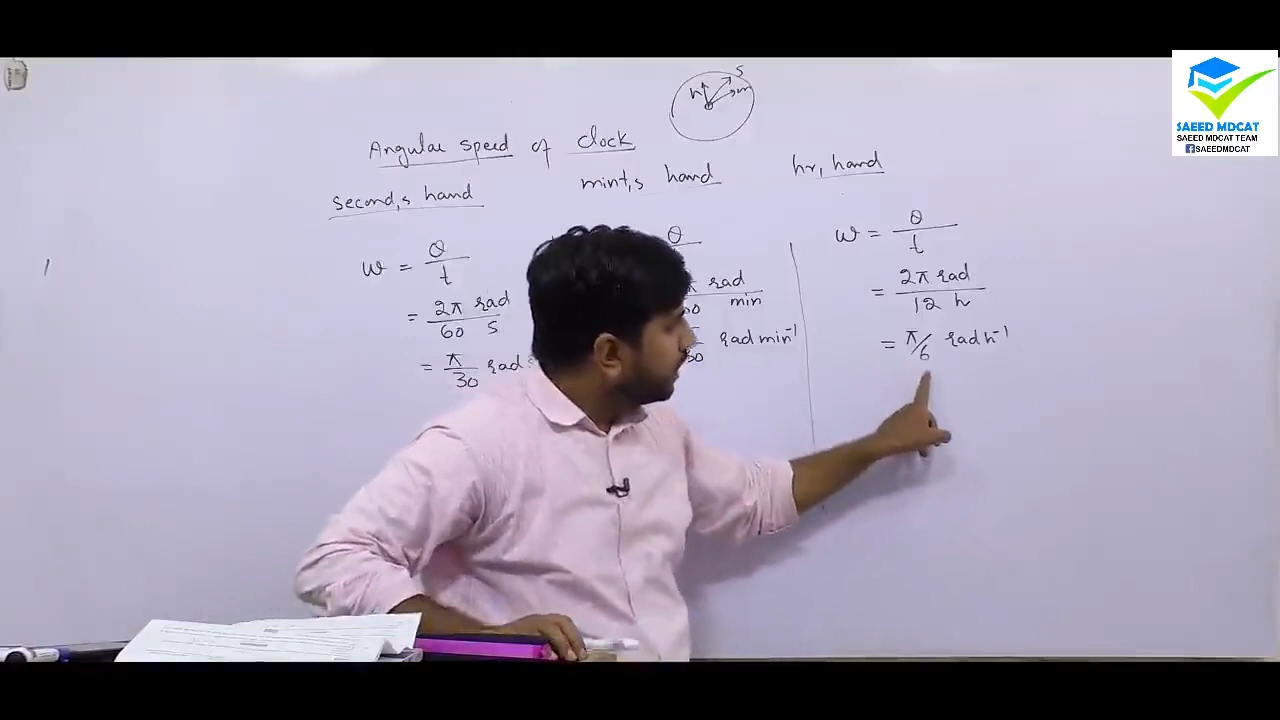 h
s
m
Angular speed of clock
second,s hand
mint,s hand
hr, hand
ω = θ/t
= 2π rad/60 s
= π/30 rad
θ
rad
min
rad min⁻¹
ω = θ/t
= 2π rad/12 h
= π/6 rad h⁻¹
SAEED MDCAT
SAEED MDCAT TEAM
SAEEDMDCAT